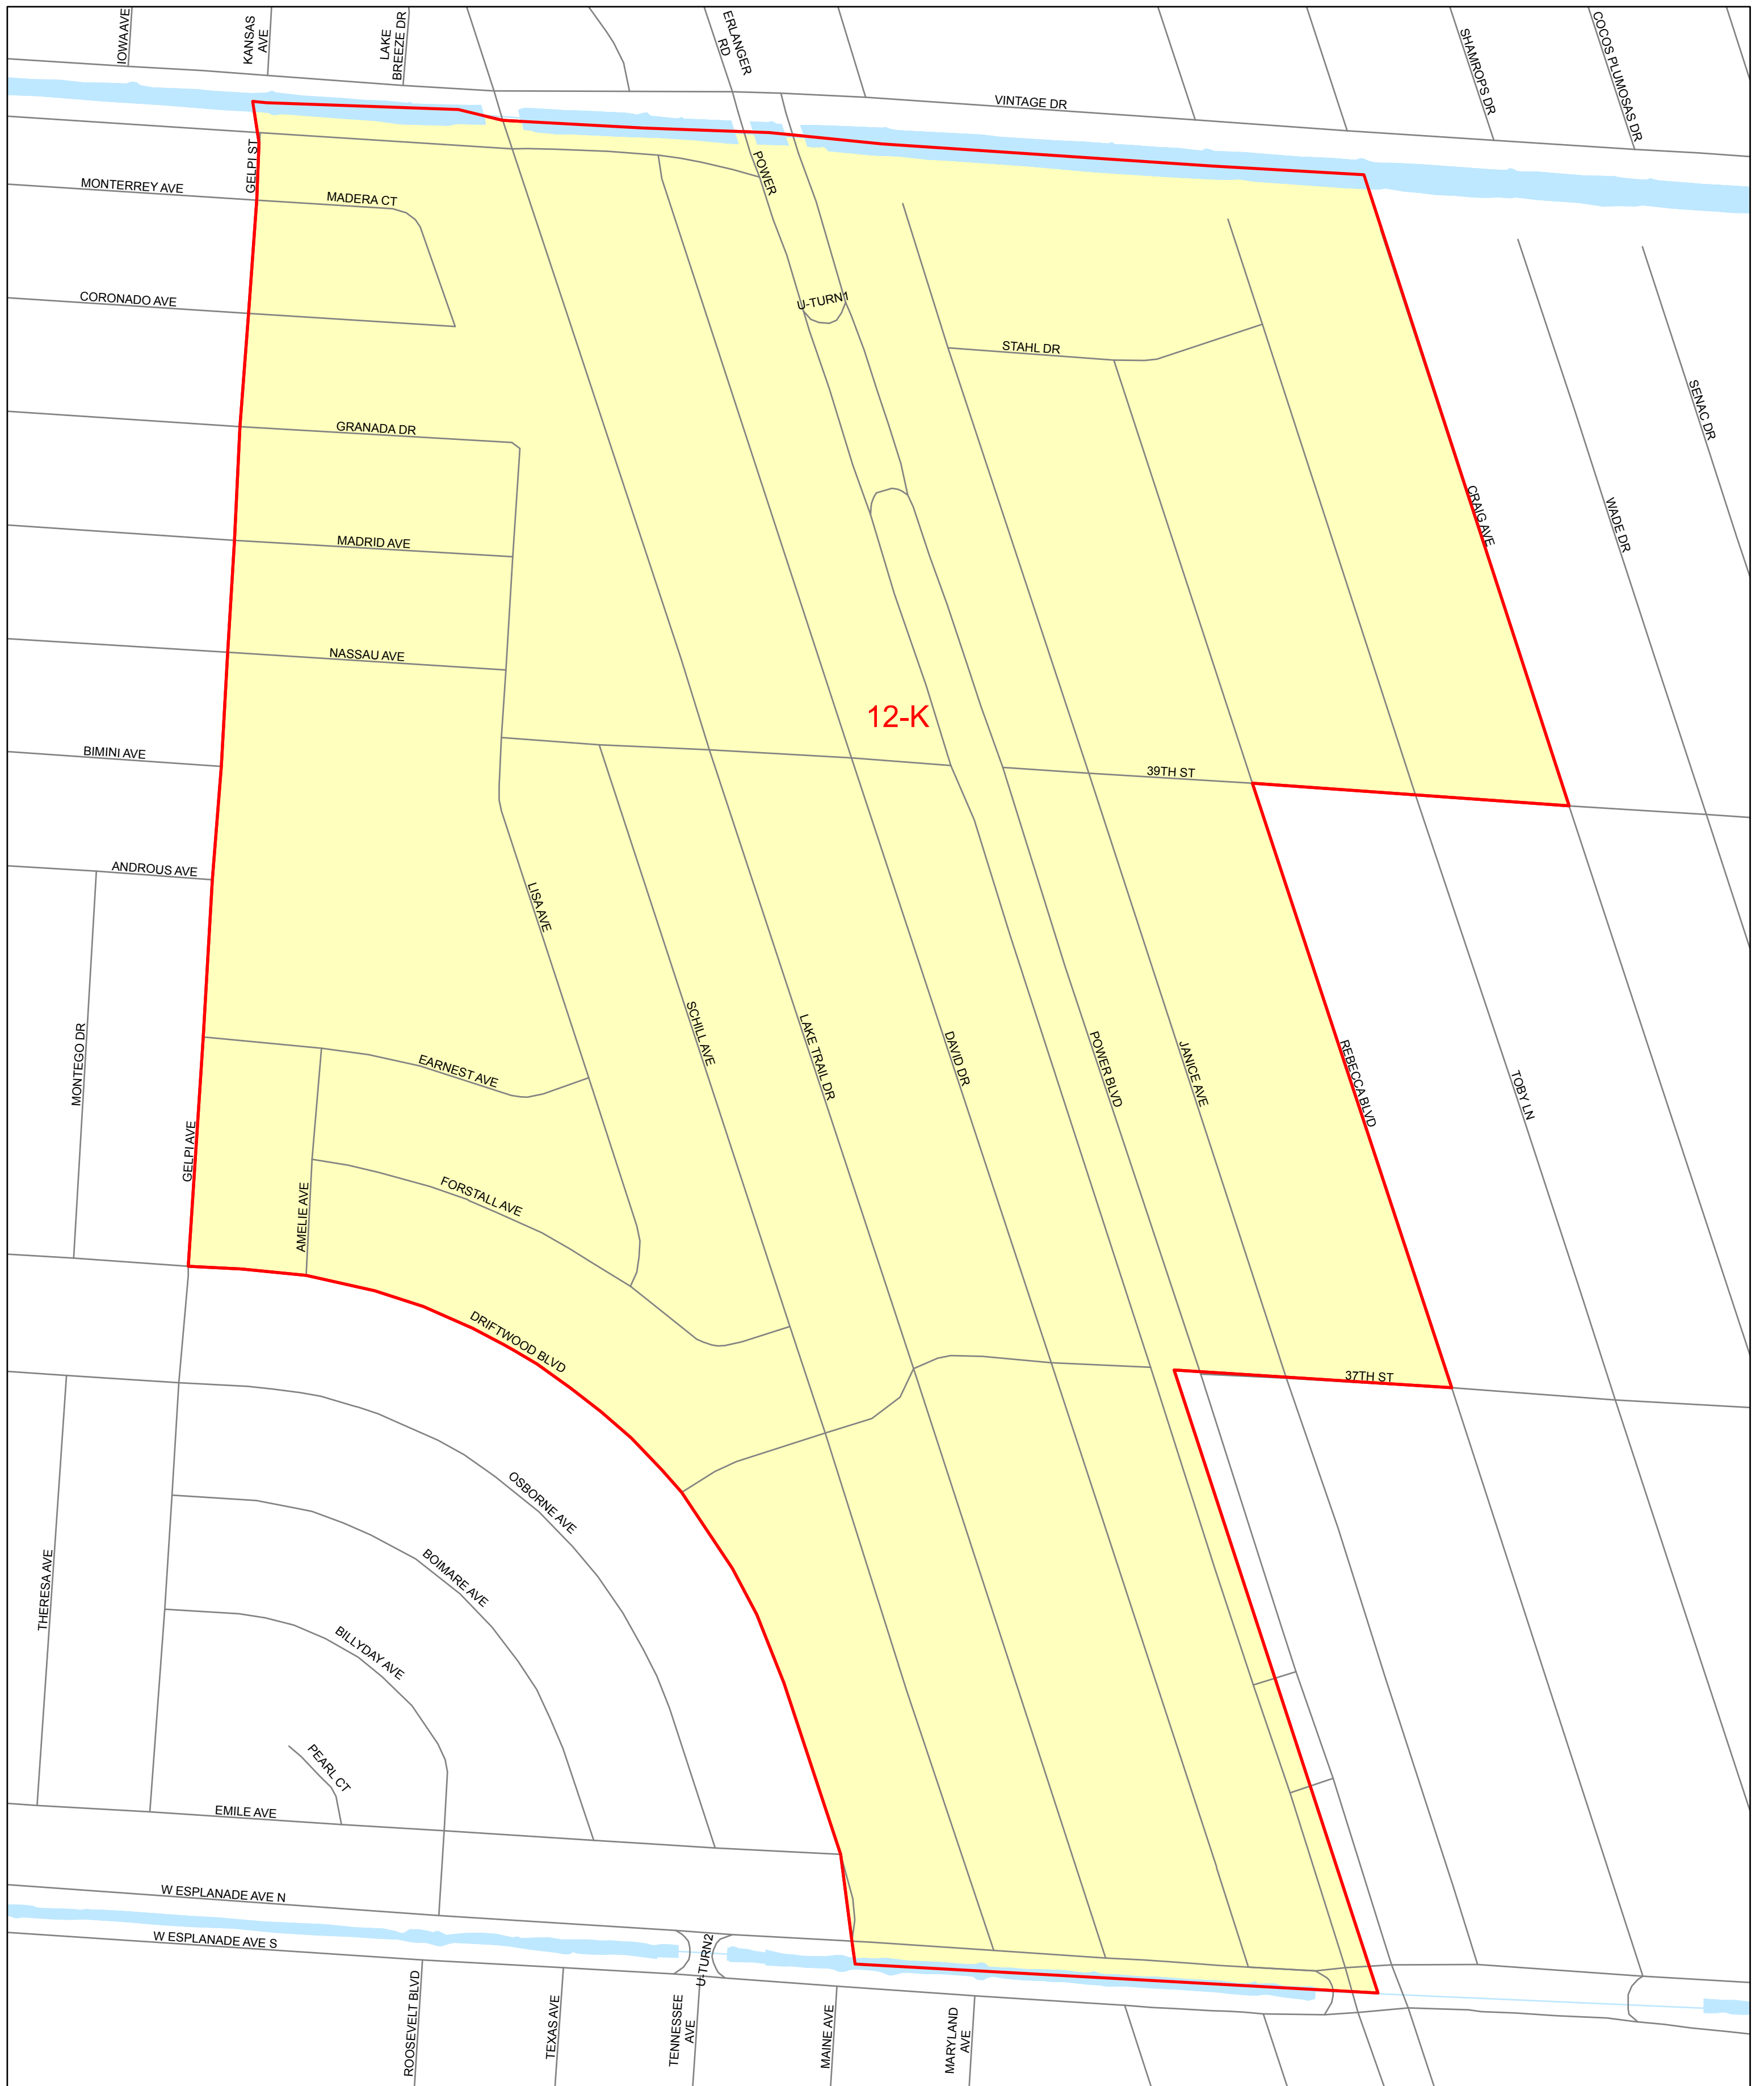 IOWA AVE
KANSAS
AVE
LAKE
BREEZE DR
ERLANGER
RD
VINTAGE DR
SHAMROPS DR
COCOS PLUMOSAS DR
GELPI ST
POWER
MONTERREY AVE
MADERA CT
CORONADO AVE
U-TURN1
STAHL DR
SENAC DR
GRANADA DR
CRAIG AVE
WADE DR
MADRID AVE
NASSAU AVE
12-K
BIMINI AVE
39TH ST
ANDROUS AVE
LISA AVE
MONTEGO DR
SCHILL AVE
LAKE TRAIL DR
DAVID DR
POWER BLVD
JANICE AVE
REBECCA BLVD
TOBY LN
EARNEST AVE
GELPI AVE
AMELIE AVE
FORSTALL AVE
DRIFTWOOD BLVD
37TH ST
OSBORNE AVE
THERESA AVE
BOIMARE AVE
BILLYDAY AVE
PEARL CT
EMILE AVE
W ESPLANADE AVE N
W ESPLANADE AVE S
U-TURN2
ROOSEVELT BLVD
TEXAS AVE
TENNESSEE
AVE
MAINE AVE
MARYLAND
AVE